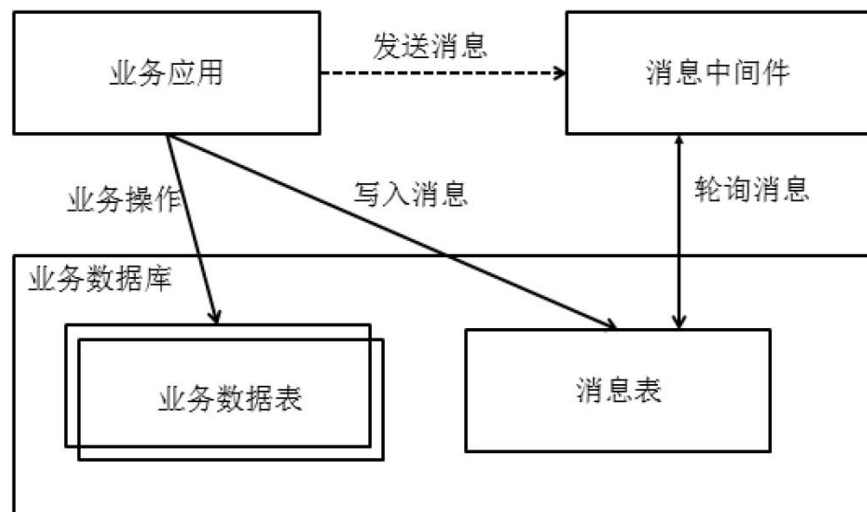 业务应用
发送消息
消息中间件
业务操作
写入消息
轮询消息
业务数据库
业务数据表
消息表